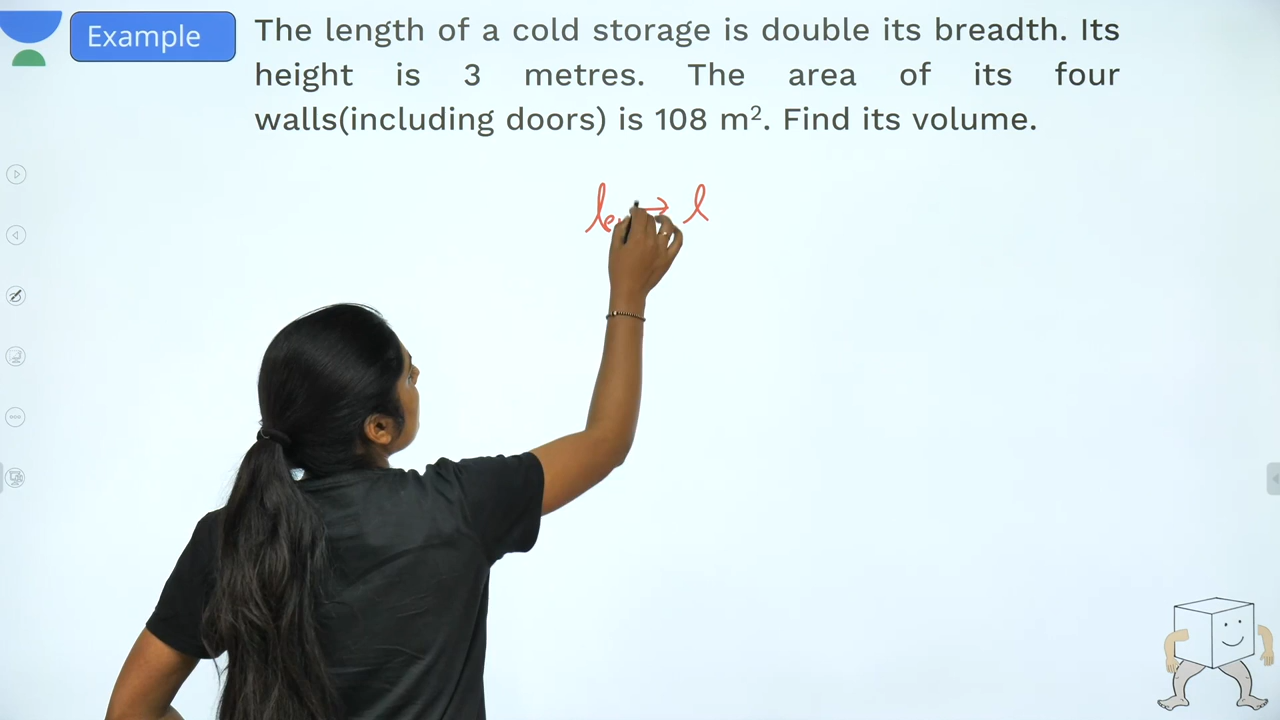 Example
The length of a cold storage is double its breadth. Its
height is 3 metres. The area of its four
walls(including doors) is 108 m². Find its volume.
→ l